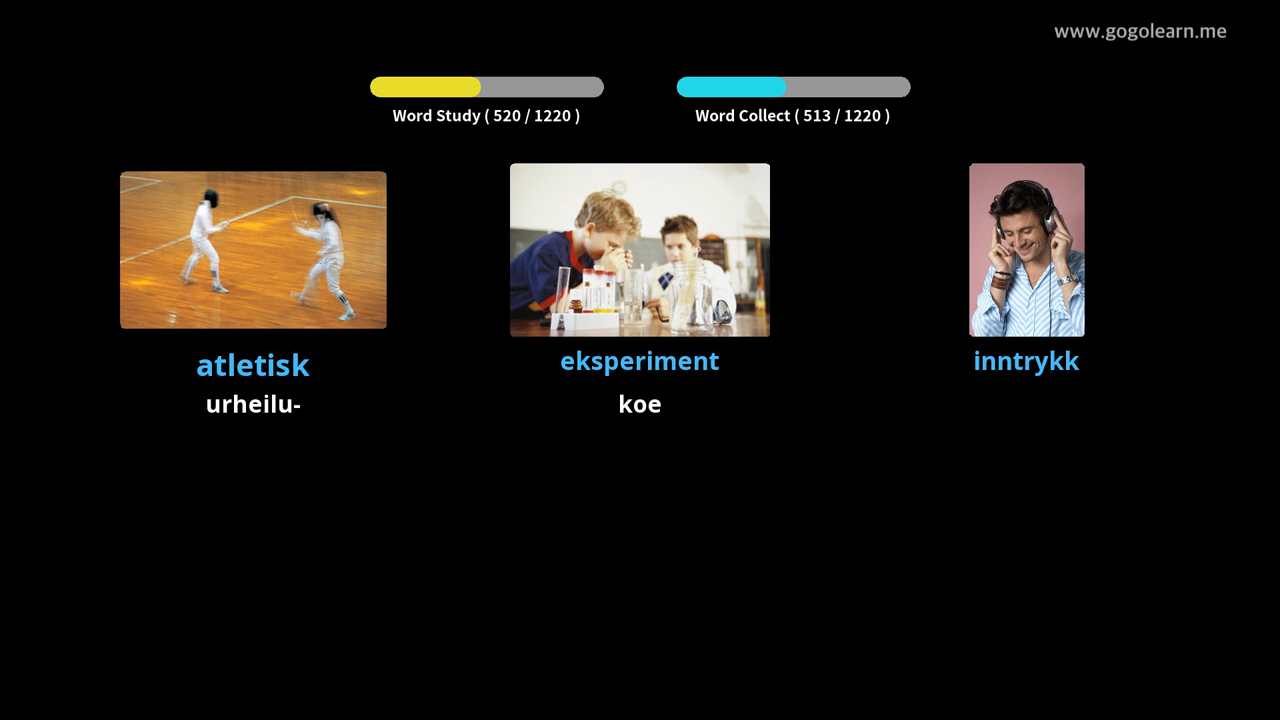 www.gogolearn.me
Word Study ( 520 / 1220 )
Word Collect ( 513 / 1220 )
atletisk
urheilu-
eksperiment
koe
inntrykk